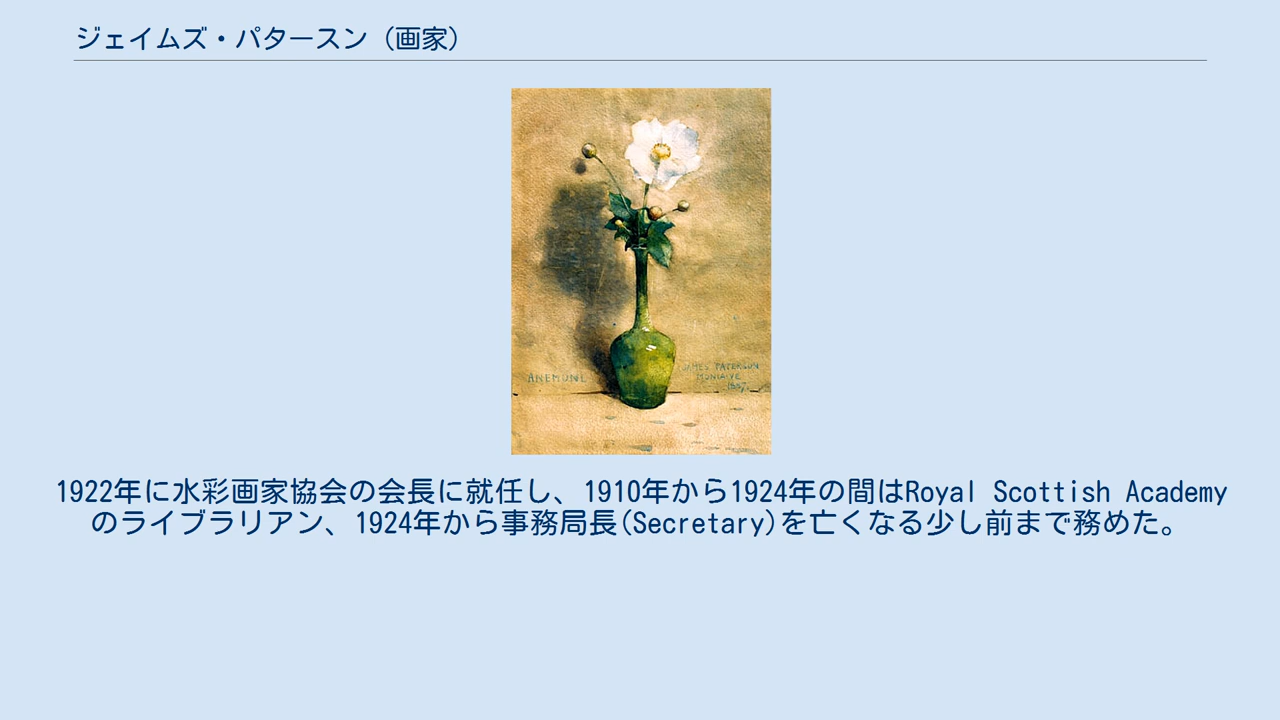 ジェイムズ・パタースン（画家）
ANEMONE
JAMES PATERSON
MONIAIVE
1887
1922年に水彩画家協会の会長に就任し、1910年から1924年の間はRoyal Scottish Academy
のライブラリアン、1924年から事務局長(Secretary)を亡くなる少し前まで務めた。